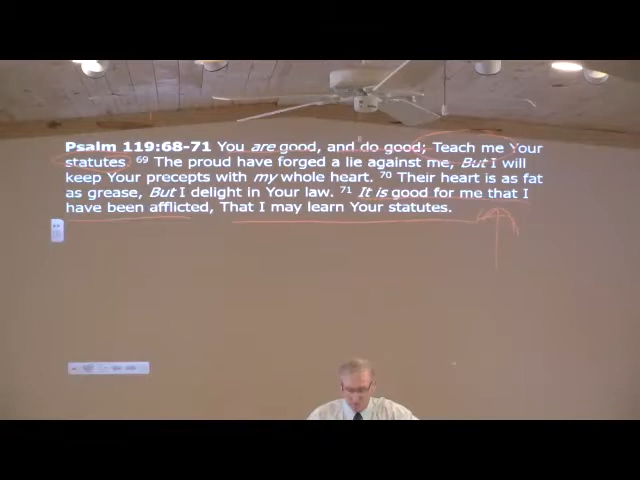 Psalm 119:68-71 You are good, and do good; Teach me Your
statutes 69 The proud have forged a lie against me, But I will
keep Your precepts with my whole heart. 70 Their heart is as fat
as grease, But I delight in Your law. 71 It is good for me that I
have been afflicted, That I may learn Your statutes.